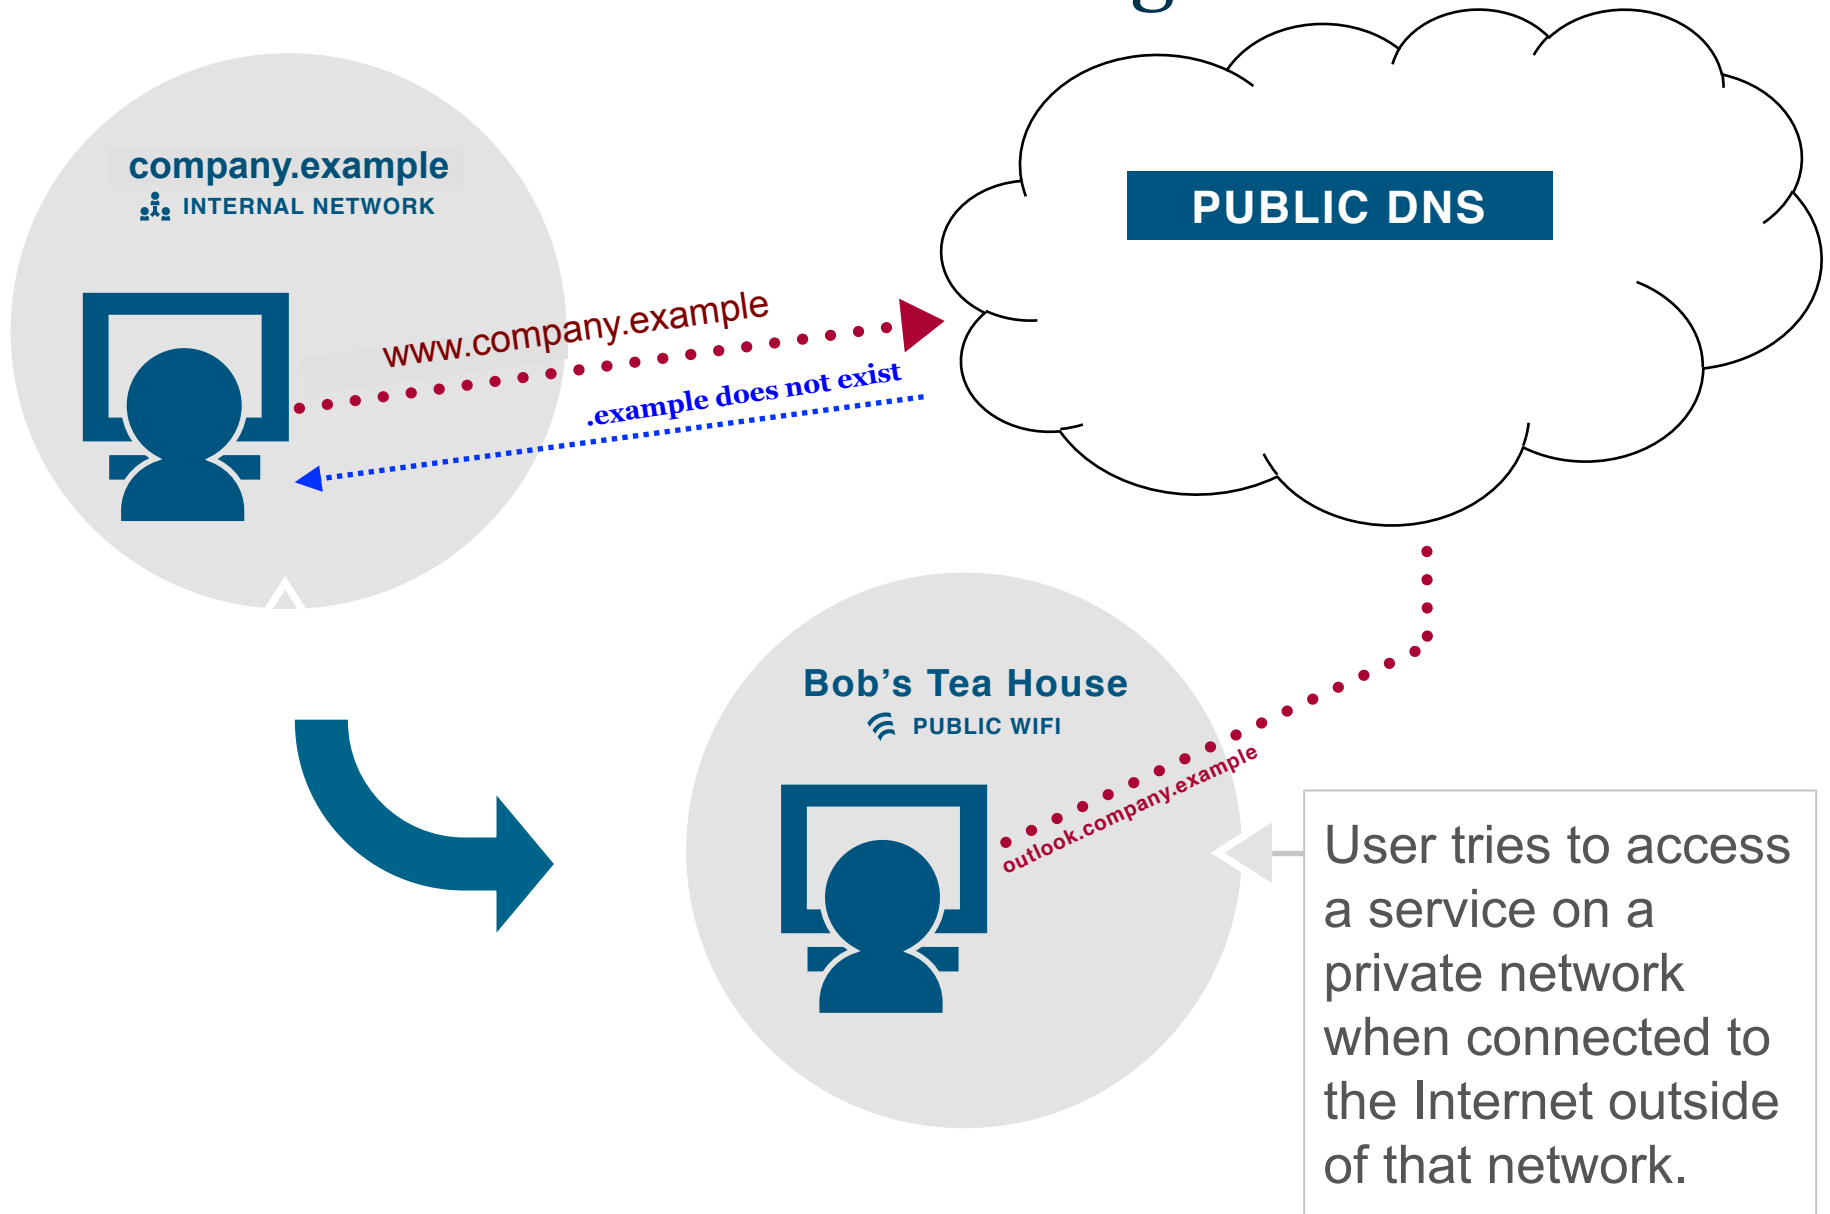 company.example
INTERNAL NETWORK
PUBLIC DNS
www.company.example
.example does not exist
Bob’s Tea House
PUBLIC WIFI
outlook.company.example
User tries to access
a service on a
private network
when connected to
the Internet outside
of that network.